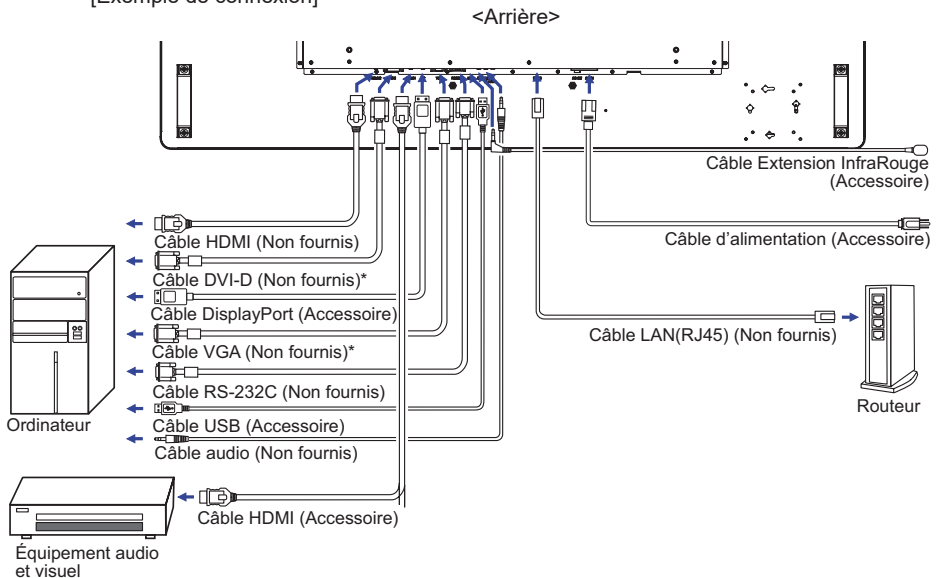 [Exemple de connexion]
<Arrière>
Câble Extension InfraRouge
(Accessoire)
Câble HDMI (Non fournis)
Câble d'alimentation (Accessoire)
Câble DVI-D (Non fournis)*
Câble DisplayPort (Accessoire)
Câble LAN(RJ45) (Non fournis)
Câble VGA (Non fournis)*
Câble RS-232C (Non fournis)
Routeur
Ordinateur
Câble USB (Accessoire)
Câble audio (Non fournis)
Câble HDMI (Accessoire)
Équipement audio
et visuel